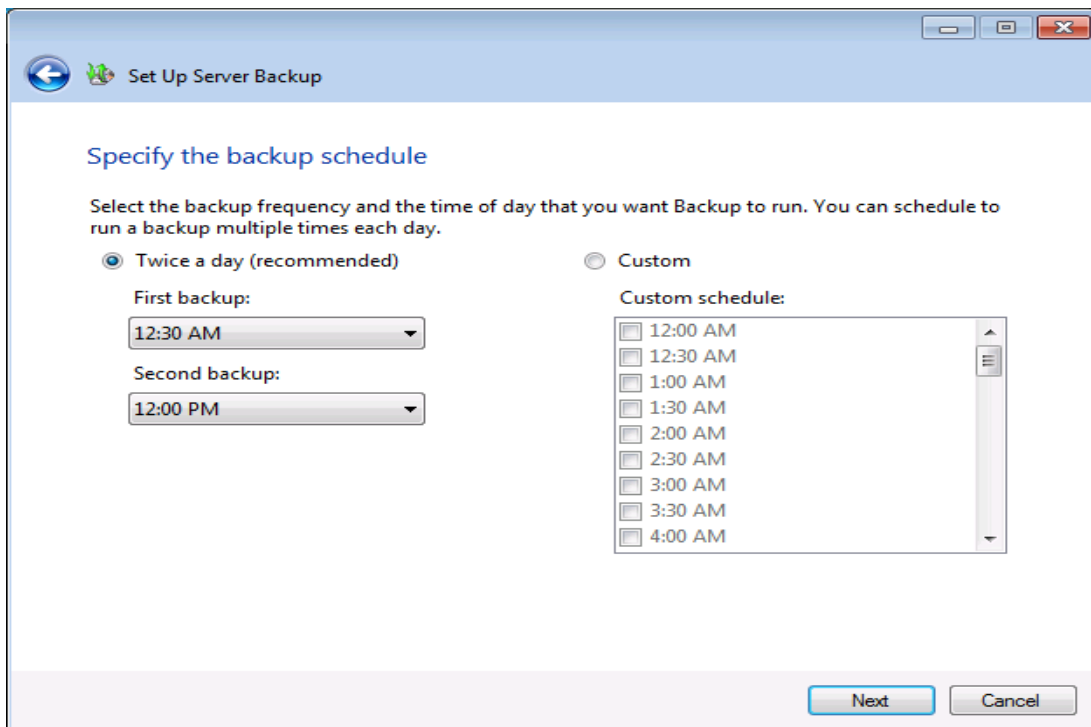 Set Up Server Backup
Specify the backup schedule
Select the backup frequency and the time of day that you want Backup to run. You can schedule to
run a backup multiple times each day.
Twice a day (recommended)
First backup:
12:30 AM
Second backup:
12:00 PM
Custom
Custom schedule:
12:00 AM
12:30 AM
1:00 AM
1:30 AM
2:00 AM
2:30 AM
3:00 AM
3:30 AM
4:00 AM
Next
Cancel